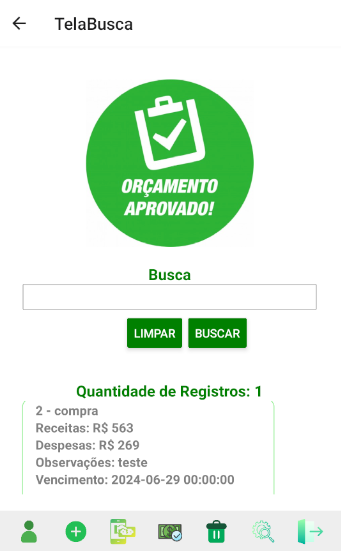 TelaBusca
ORÇAMENTO
APROVADO!
Busca
LIMPAR BUSCAR
Quantidade de Registros: 1
2 - compra
Receitas: R$ 563
Despesas: R$ 269
Observações: teste
Vencimento: 2024-06-29 00:00:00